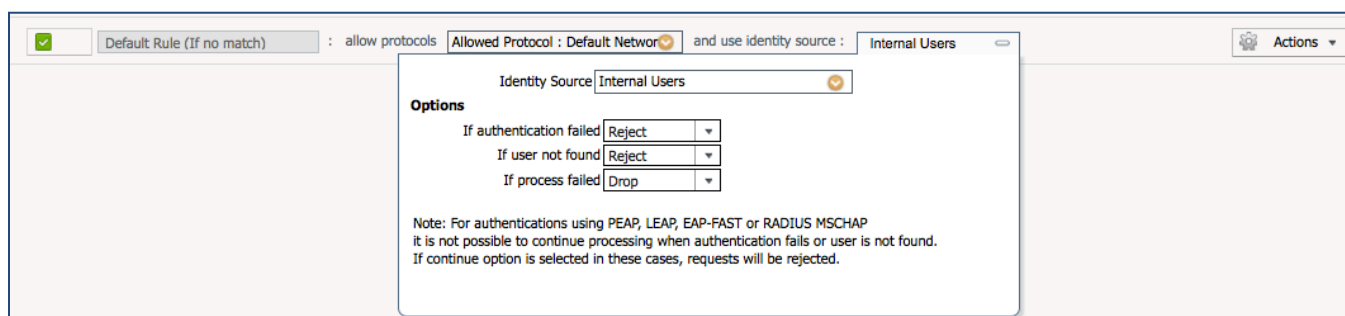 Default Rule (If no match) : allow protocols Allowed Protocol : Default Networ and use identity source : Internal Users Actions
Identity Source Internal Users
Options
If authentication failed Reject
If user not found Reject
If process failed Drop
Note: For authentications using PEAP, LEAP, EAP-FAST or RADIUS MSCHAP
it is not possible to continue processing when authentication fails or user is not found.
If continue option is selected in these cases, requests will be rejected.